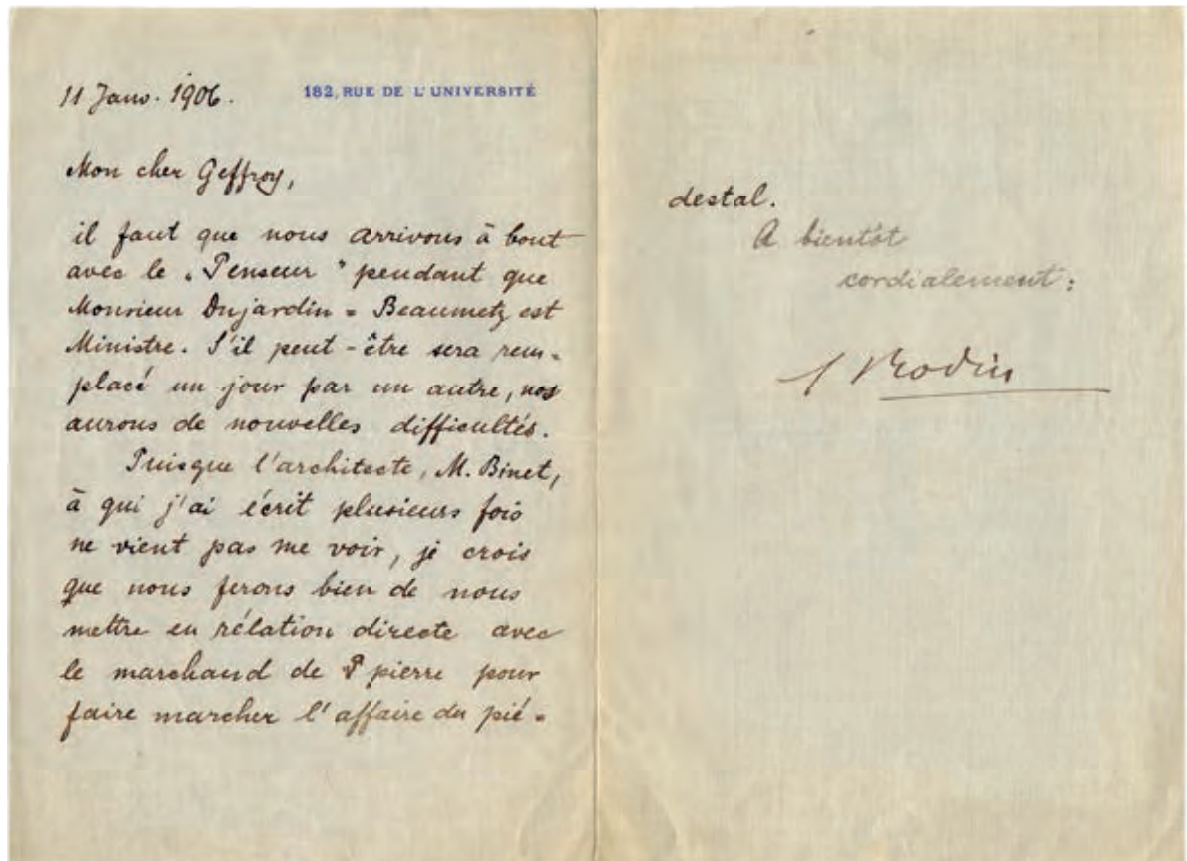 11 Janv. 1906.
182, RUE DE L'UNIVERSITÉ
Mon cher Geffroy,
il faut que nous arrivons à bout
avec le „Penseur" pendant que
Monsieur Dujardin = Beaumetz est
Ministre. S'il peut-être sera rem=
placé un jour par un autre, nos
aurons de nouvelles difficultés.
Puisque l'architecte, M. Binet,
à qui j'ai écrit plusieurs fois
ne vient pas me voir, je crois
que nous ferons bien de nous
mettre en rélation directe avec
le marchand de P pierre pour
faire marcher l'affaire du pié=
destal.
A bientôt
cordialement:
A Rodin